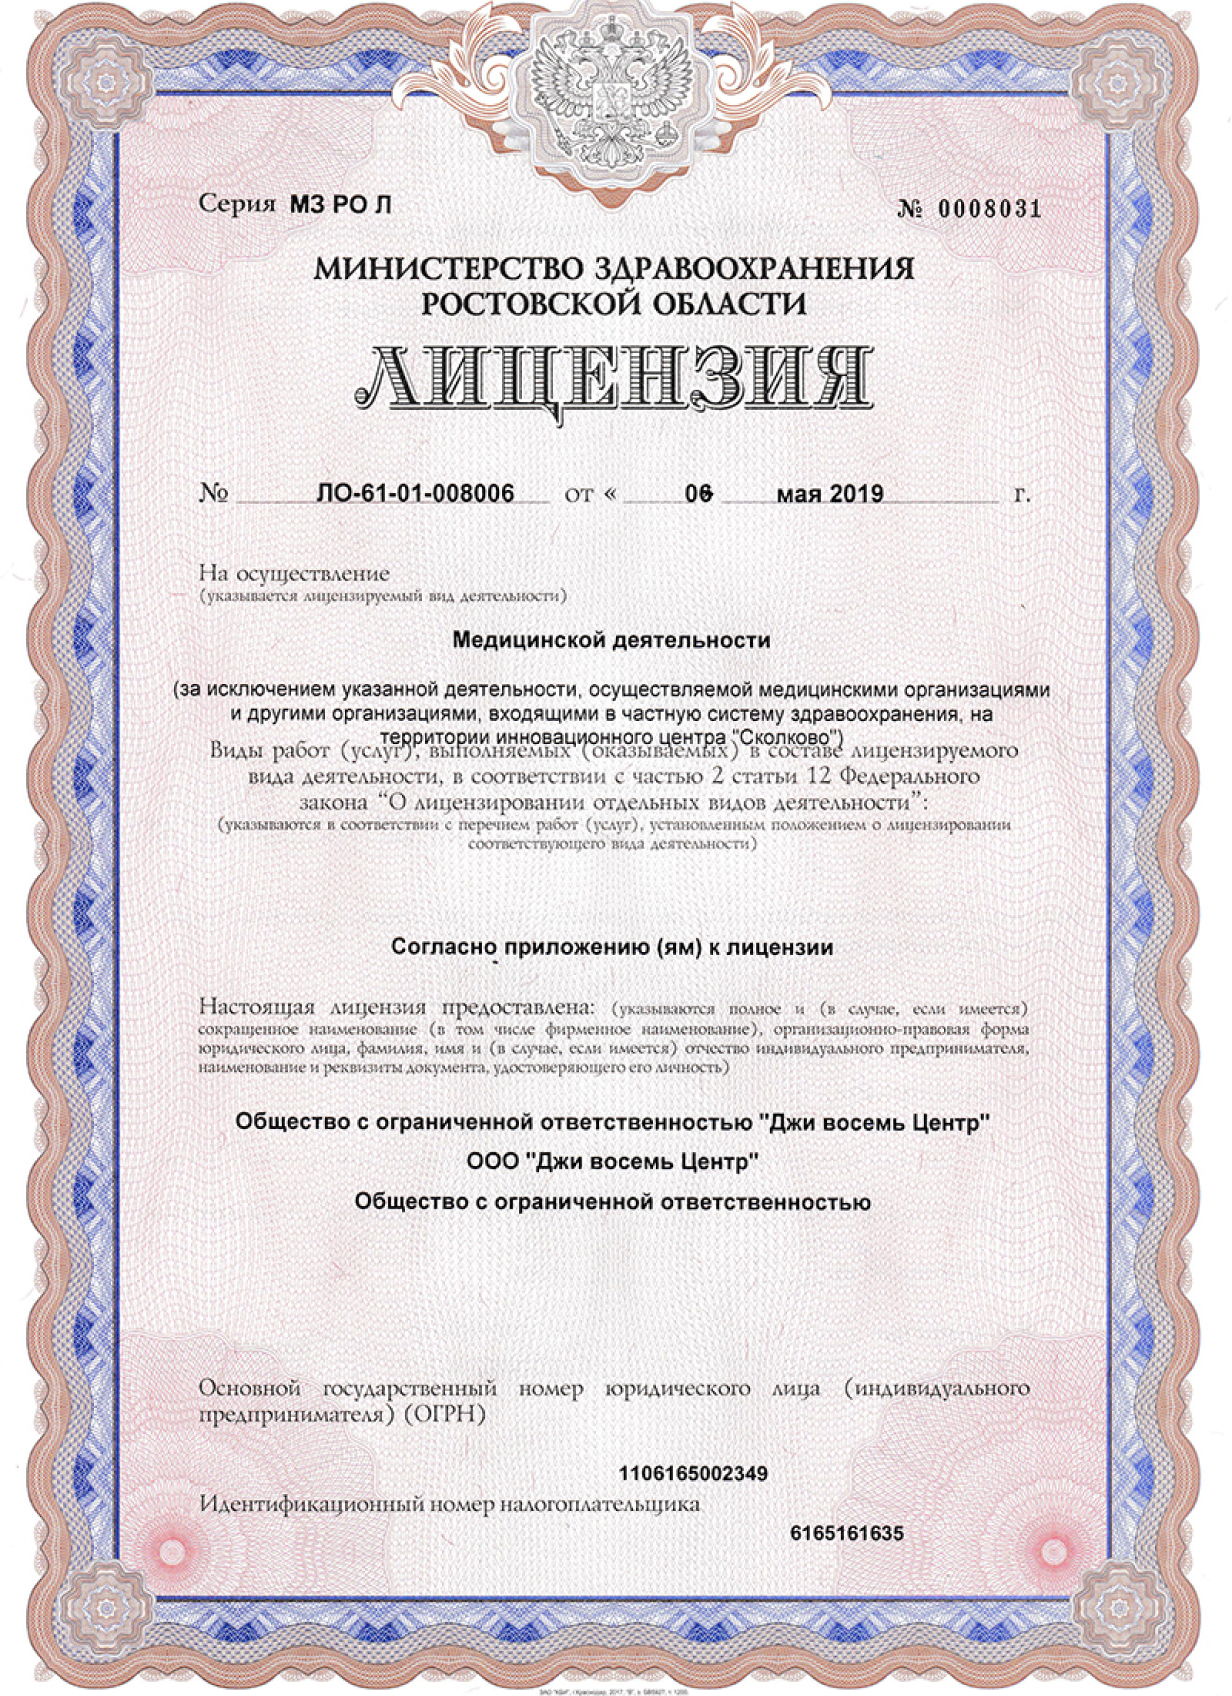 Серия МЗ РО Л
№ 0008031
МИНИСТЕРСТВО ЗДРАВООХРАНЕНИЯ
РОСТОВСКОЙ ОБЛАСТИ
ЛИЦЕНЗИЯ
№ ЛО-61-01-008006 от « 06 » мая 2019 г.
На осуществление
(указывается лицензируемый вид деятельности)
Медицинской деятельности
(за исключением указанной деятельности, осуществляемой медицинскими организациями
и другими организациями, входящими в частную систему здравоохранения, на
территории инновационного центра "Сколково")
Виды работ (услуг), выполняемых (оказываемых) в составе лицензируемого
вида деятельности, в соответствии с частью 2 статьи 12 Федерального
закона “О лицензировании отдельных видов деятельности”:
(указываются в соответствии с перечнем работ (услуг), установленным положением о лицензировании
соответствующего вида деятельности)
Согласно приложению (ям) к лицензии
Настоящая лицензия предоставлена: (указываются полное и (в случае, если имеется)
сокращенное наименование (в том числе фирменное наименование), организационно-правовая форма
юридического лица, фамилия, имя и (в случае, если имеется) отчество индивидуального предпринимателя,
наименование и реквизиты документа, удостоверяющего его личность)
Общество с ограниченной ответственностью "Джи восемь Центр"
ООО "Джи восемь Центр"
Общество с ограниченной ответственностью
Основной государственный номер юридического лица (индивидуального
предпринимателя) (ОГРН)
1106165002349
Идентификационный номер налогоплательщика
6165161635